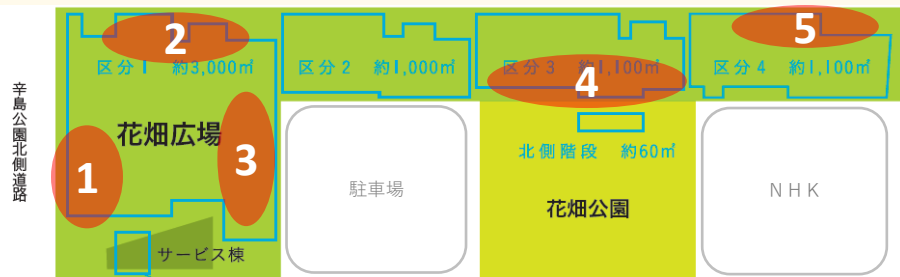 2
5
区分1 約3,000㎡
区分2 約1,000㎡
区分3 約1,100㎡
区分4 約1,100㎡
4
辛島公園北側道路
花畑広場
1
3
北側階段 約60㎡
駐車場
花畑公園
NHK
サービス棟